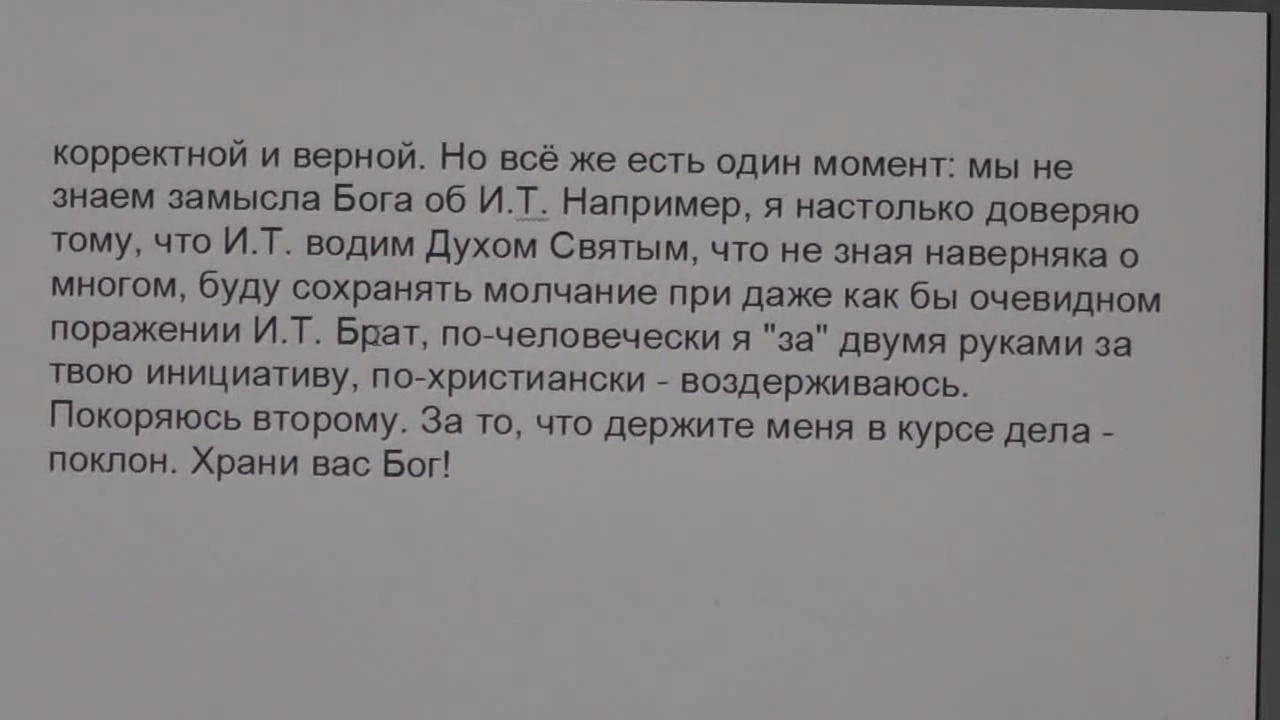 корректной и верной. Но всё же есть один момент: мы не
знаем замысла Бога об И.Т. Например, я настолько доверяю
тому, что И.Т. водим Духом Святым, что не зная наверняка о
многом, буду сохранять молчание при даже как бы очевидном
поражении И.Т. Брат, по-человечески я "за" двумя руками за
твою инициативу, по-христиански - воздерживаюсь.
Покоряюсь второму. За то, что держите меня в курсе дела -
поклон. Храни вас Бог!